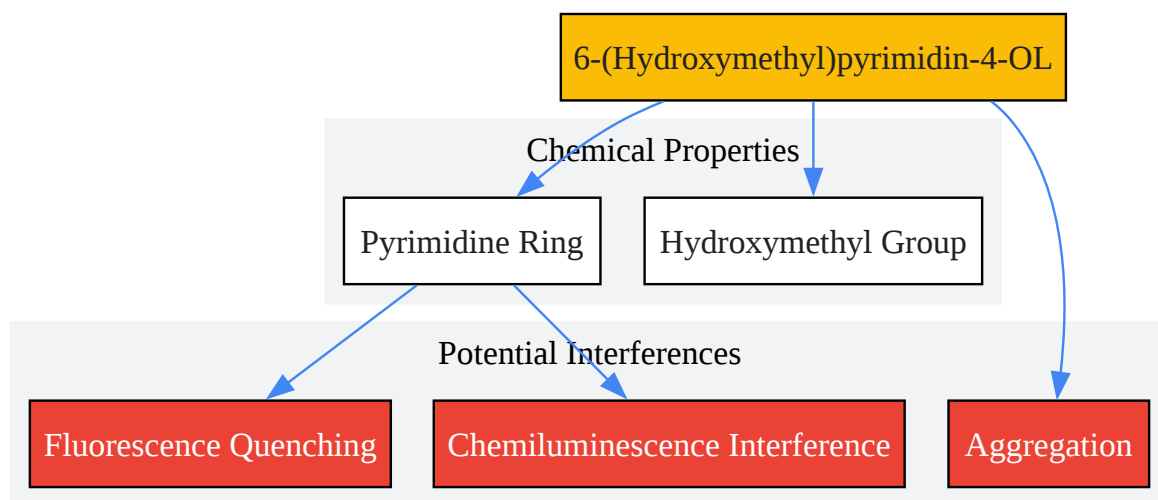 6-(Hydroxymethyl)pyrimidin-4-OL
Chemical Properties
Pyrimidine Ring
Hydroxymethyl Group
Potential Interferences
Fluorescence Quenching
Chemiluminescence Interference
Aggregation